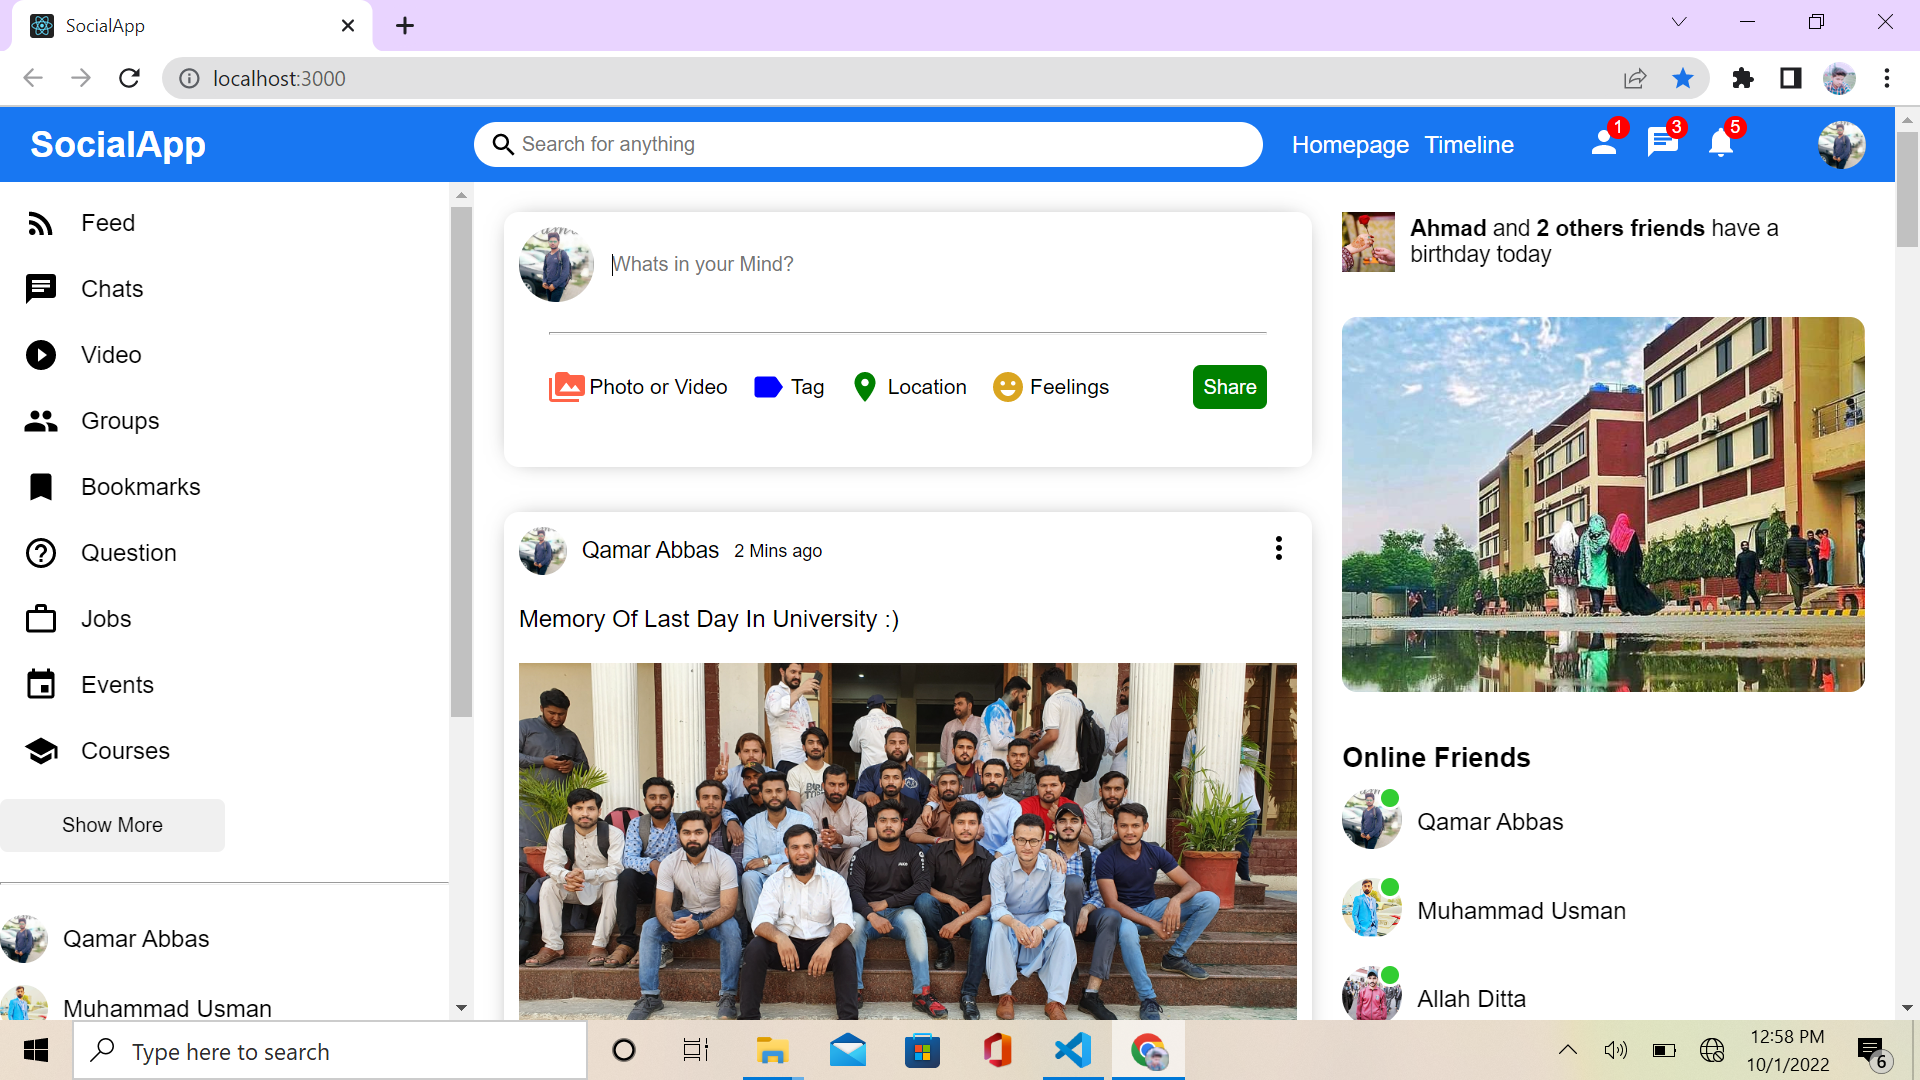 SocialApp
localhost:3000
SocialApp
Search for anything
Homepage Timeline
1
3
5
Feed
Chats
Video
Groups
Bookmarks
Question
Jobs
Events
Courses
Show More
Qamar Abbas
Muhammad Usman
Whats in your Mind?
Photo or Video
Tag
Location
Feelings
Share
Qamar Abbas 2 Mins ago
Memory Of Last Day In University :)
Ahmad and 2 others friends have a
birthday today
Online Friends
Qamar Abbas
Muhammad Usman
Allah Ditta
Type here to search
12:58 PM
10/1/2022
6